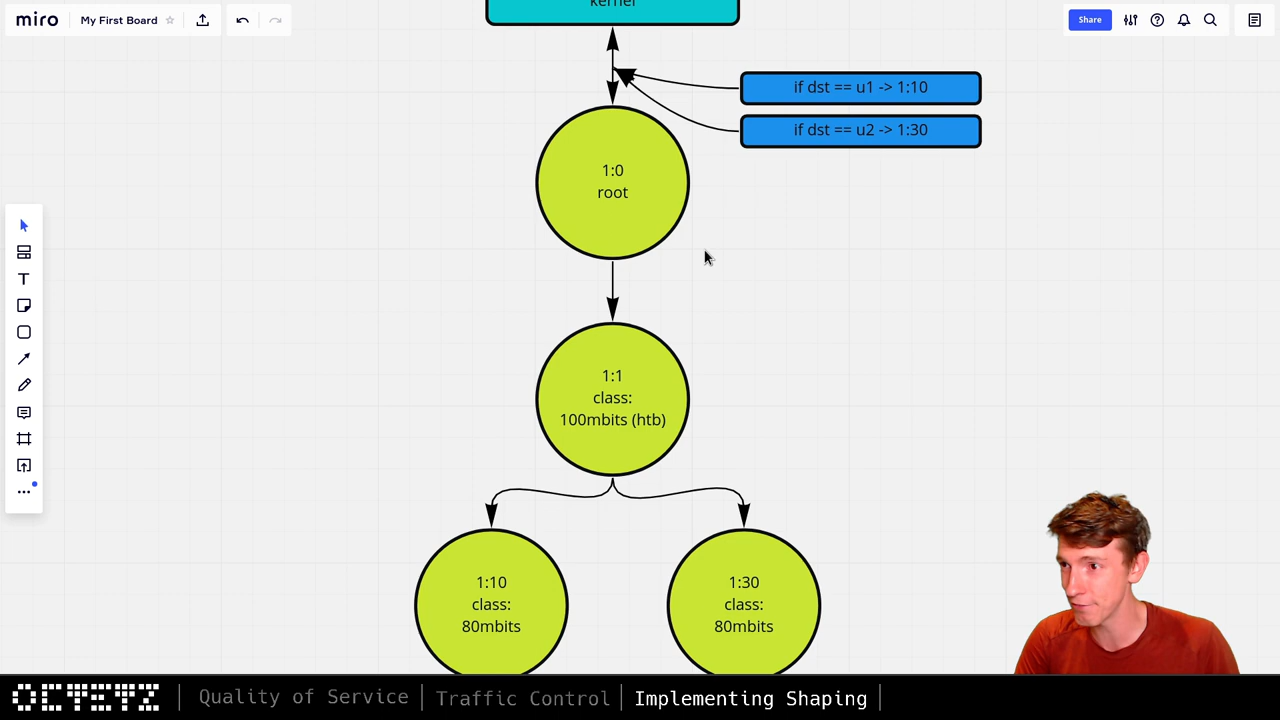 kernel
miro My First Board
Share
if dst == u1 -> 1:10
if dst == u2 -> 1:30
1:0
root
1:1
class:
100mbits (htb)
1:10
class:
80mbits
1:30
class:
80mbits
OCTETZ Quality of Service Traffic Control Implementing Shaping